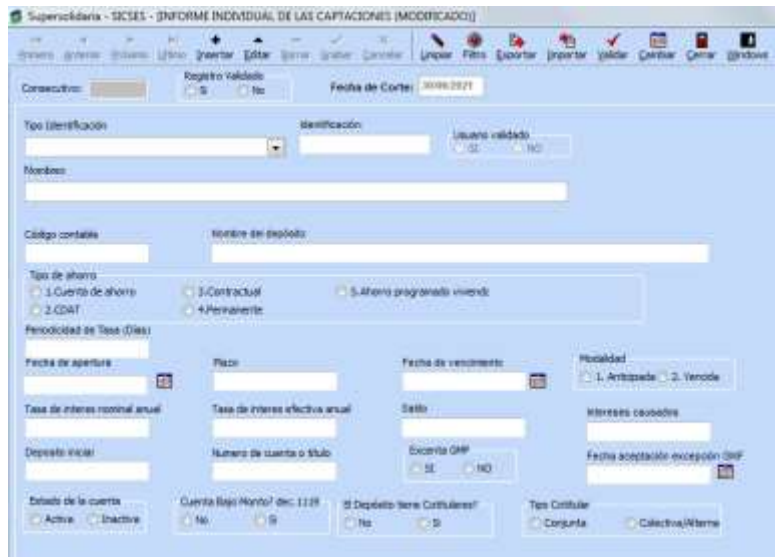 Supersolidaria - SICSES - [INFORME INDIVIDUAL DE LAS CAPTACIONES (MODIFICADO)]
Primero Anterior Próximo Último Insertar Editar Borrar Grabar Cancelar Limpiar Filtro Exportar Importar Validar Cambiar Cerrar Windows
Consecutivo: Registro Validado Si No Fecha de Corte: 30/06/2021
Tipo Identificación Identificación Usuario validado
SI NO
Nombres
Código contable Nombre del depósito
Tipo de ahorro
1.Cuenta de ahorro 3.Contractual 5.Ahorro programado viviend
2.CDAT 4.Permanente
Periodicidad de Tasa (Días)
Fecha de apertura Plazo Fecha de vencimiento Modalidad
1. Anticipada 2. Vencida
Tasa de interes nominal anual Tasa de interes efectiva anual Saldo Intereses causados
Deposito inicial Numero de cuenta o titulo Excenta GMF Fecha aceptación excepción GMF
SI NO
Estado de la cuenta Cuenta Bajo Monto? dec. 1119 El Depósito tiene Cotitulares? Tipo Cotitular
Activa Inactiva No Si No Si Conjunta Colectiva/Alterna